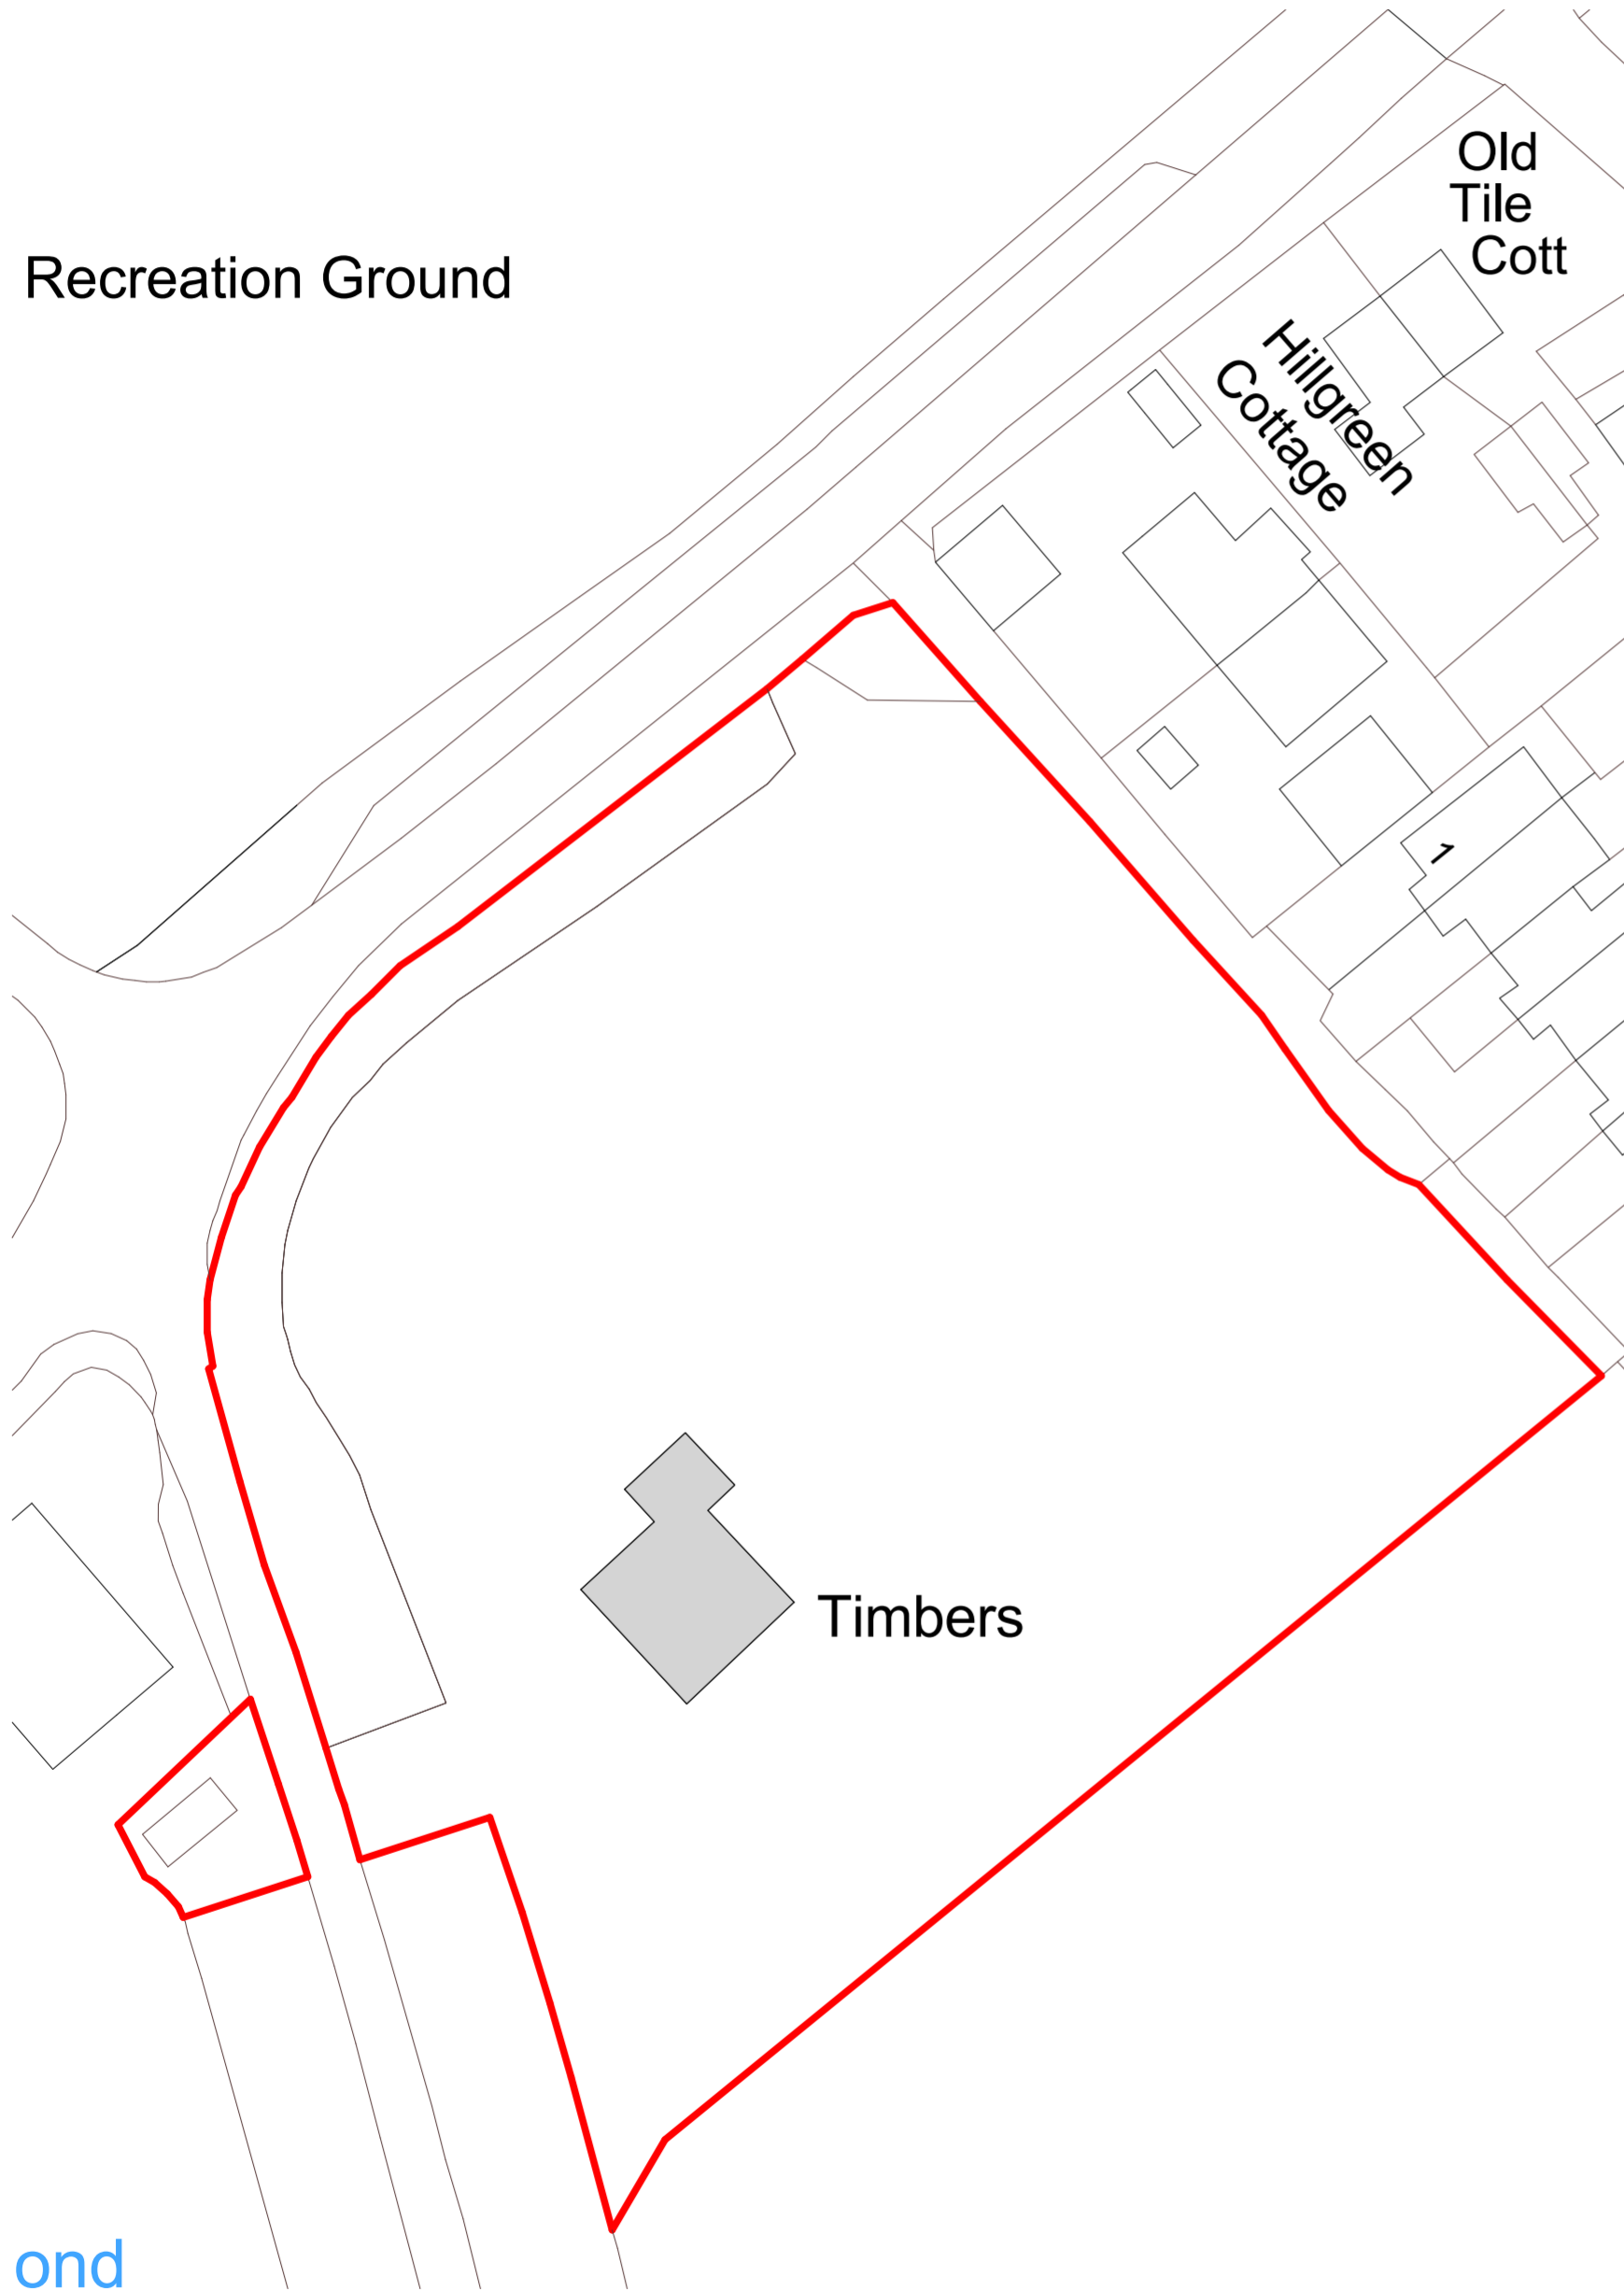 Old
Tile
Cott
Recreation Ground
Hillgreen
Cottage
1
Timbers
ond